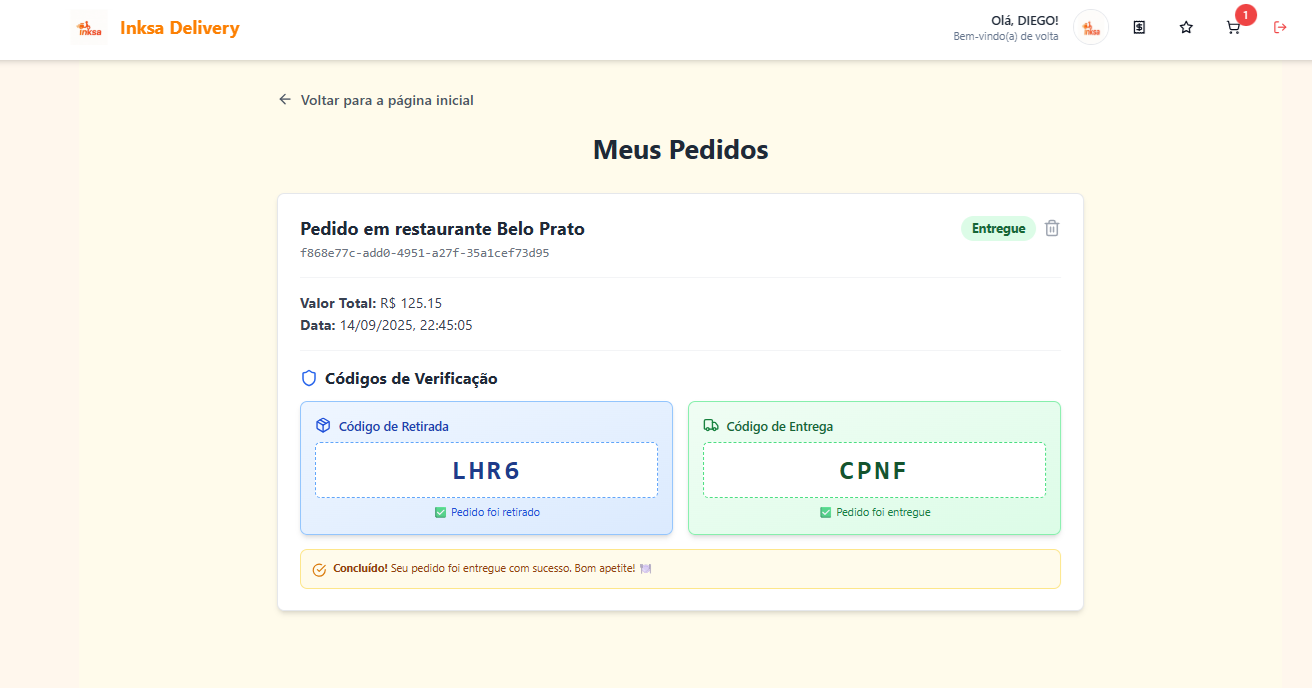 inksa
Inksa Delivery
Olá, DIEGO!
Bem-vindo(a) de volta
inksa
1
Voltar para a página inicial
Meus Pedidos
Pedido em restaurante Belo Prato
Entregue
f868e77c-add0-4951-a27f-35a1cef73d95
Valor Total: R$ 125.15
Data: 14/09/2025, 22:45:05
Códigos de Verificação
Código de Retirada
LHR6
Pedido foi retirado
Código de Entrega
CPNF
Pedido foi entregue
Concluído! Seu pedido foi entregue com sucesso. Bom apetite! 🍽️